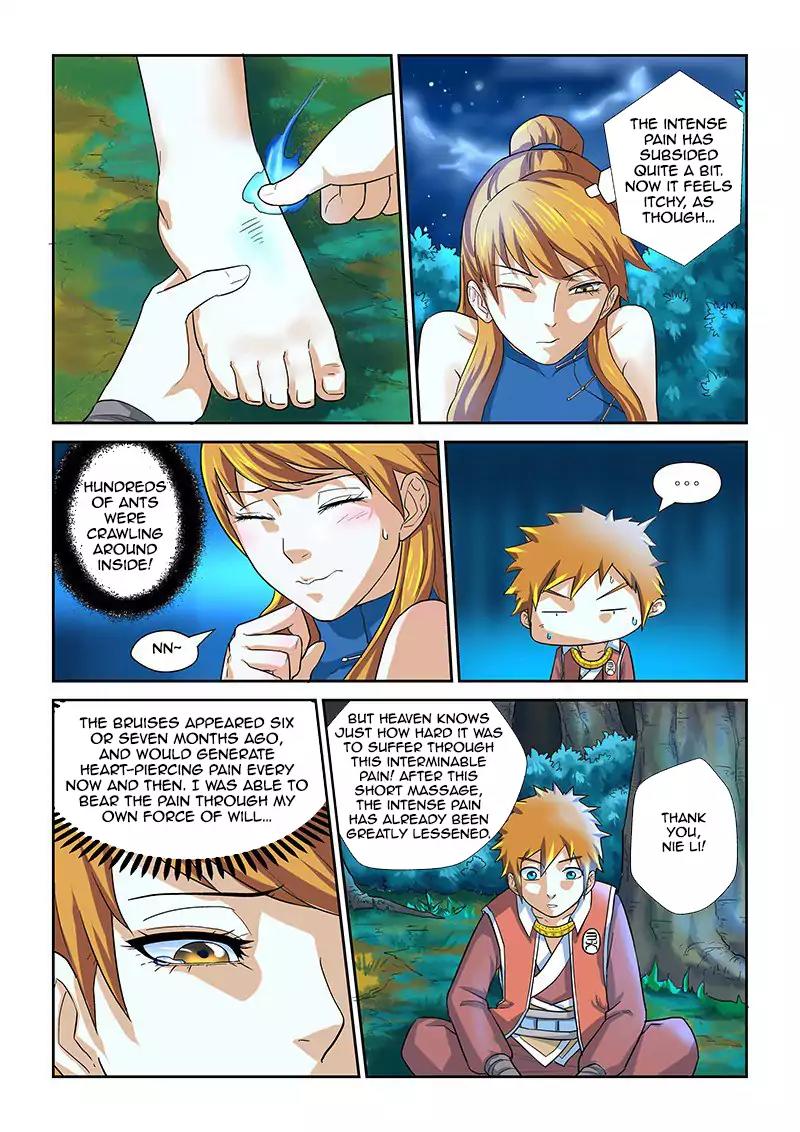 THE INTENSE
PAIN HAS
SUBSIDED
QUITE A BIT.
NOW IT FEELS
ITCHY, AS
THOUGH...
HUNDREDS
OF ANTS
WERE
CRAWLING
AROUND
INSIDE!
NN~
...
THE BRUISES APPEARED SIX
OR SEVEN MONTHS AGO,
AND WOULD GENERATE
HEART-PIERCING PAIN EVERY
NOW AND THEN. I WAS ABLE TO
BEAR THE PAIN THROUGH MY
OWN FORCE OF WILL...
BUT HEAVEN KNOWS
JUST HOW HARD IT WAS
TO SUFFER THROUGH
THIS INTERMINABLE
PAIN! AFTER THIS
SHORT MASSAGE,
THE INTENSE PAIN
HAS ALREADY BEEN
GREATLY LESSENED.
THANK
YOU,
NIE LI!